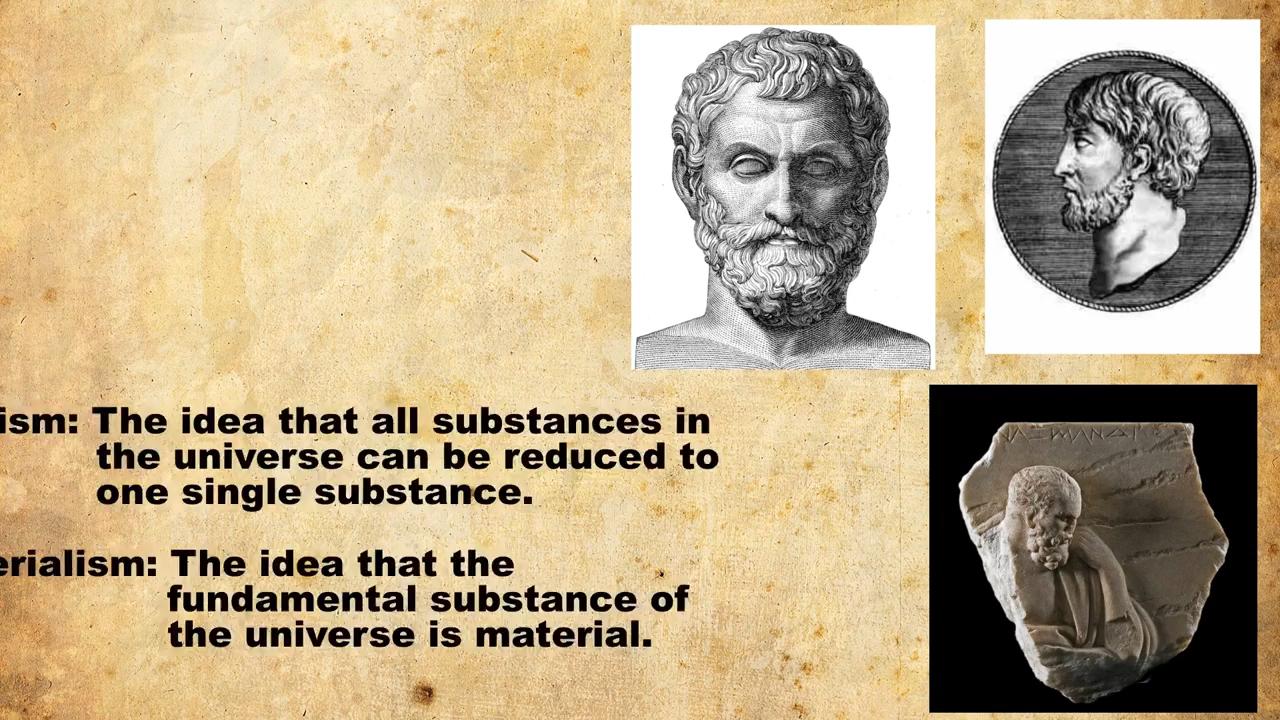 ism: The idea that all substances in
the universe can be reduced to
one single substance.
erialism: The idea that the
fundamental substance of
the universe is material.